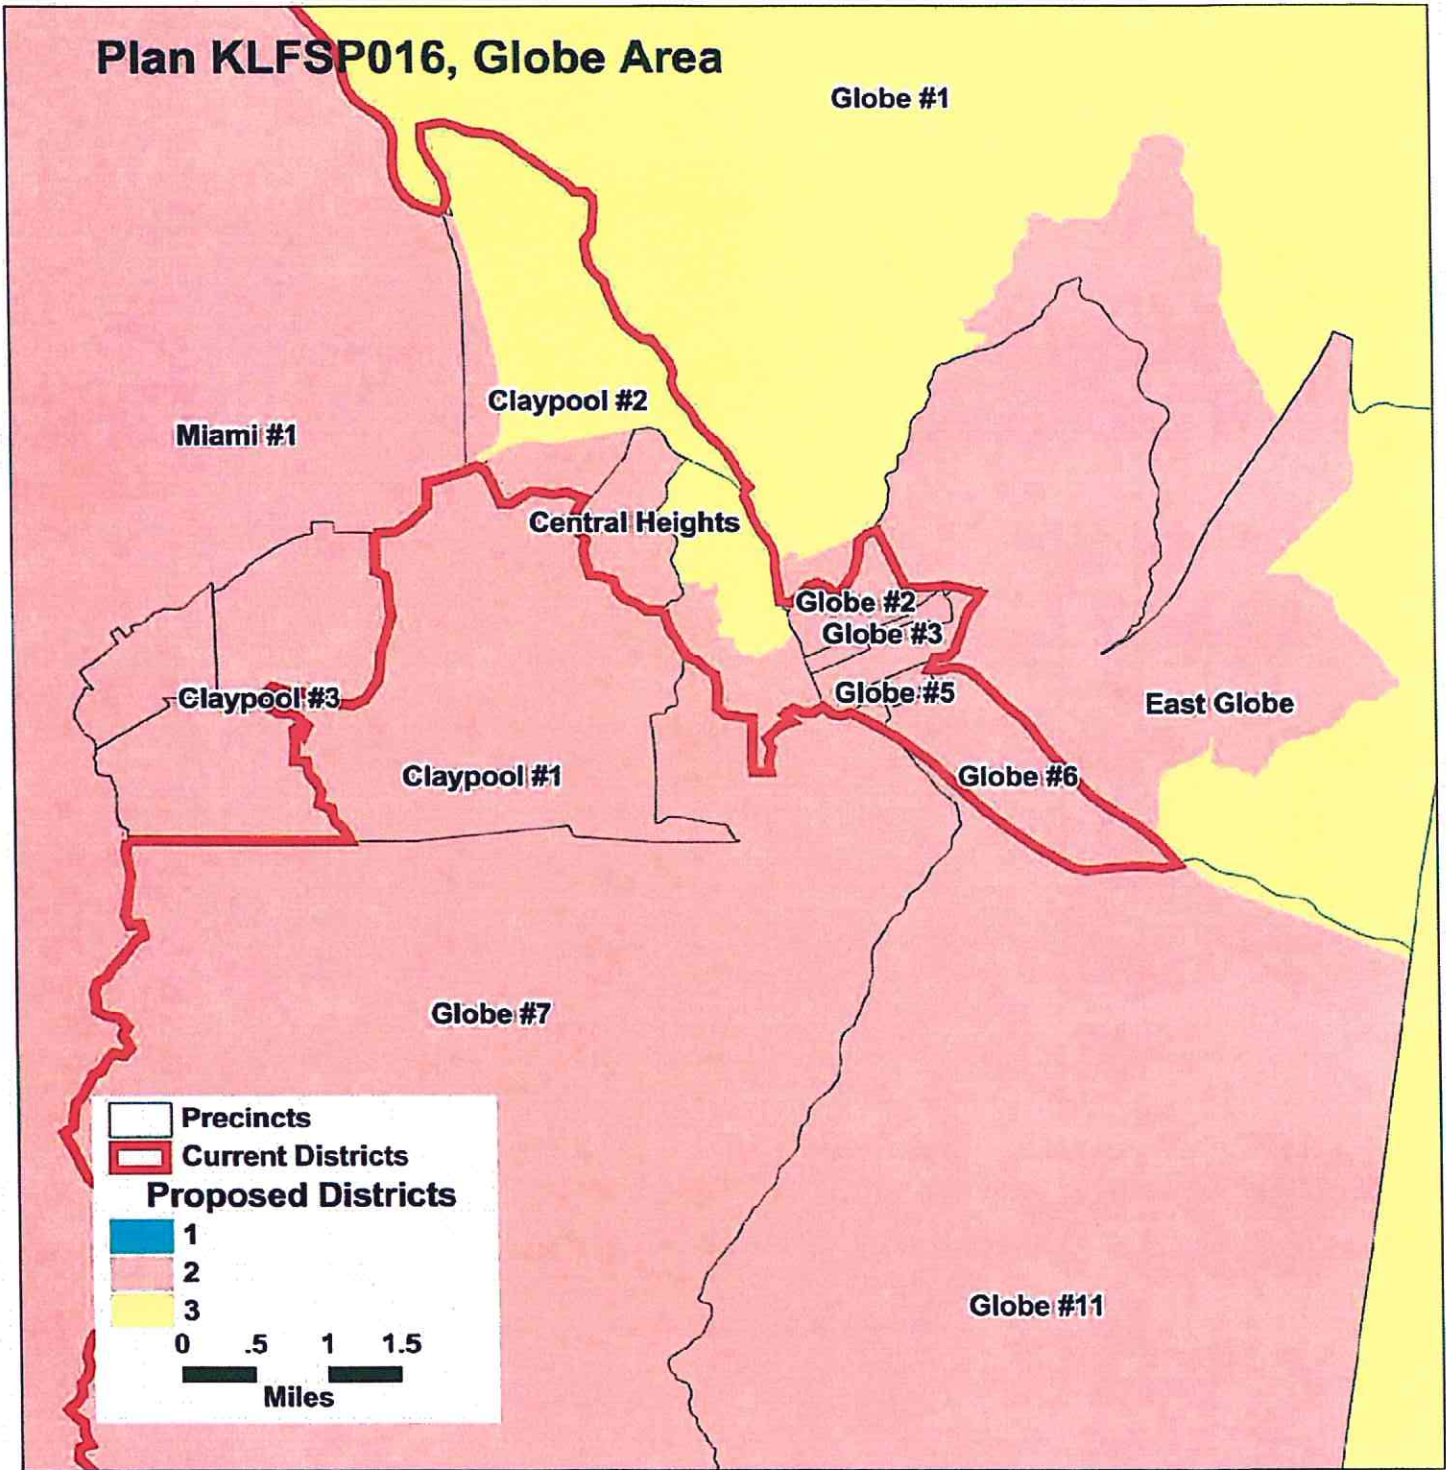 Plan KLFSP016, Globe Area
Globe #1
Claypool #2
Miami #1
Central Heights
Globe #2
Globe #3
Claypool #3
Globe #5
East Globe
Claypool #1
Globe #6
Globe #7
Globe #11
Precincts
Current Districts
Proposed Districts
1
2
3
0 .5 1 1.5
Miles